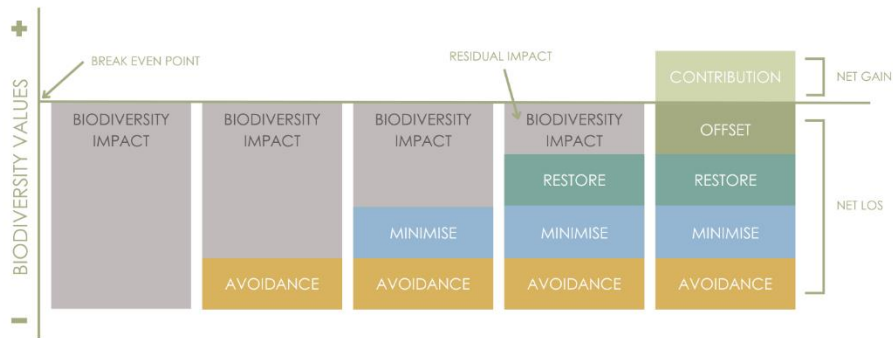 +
BIODIVERSITY VALUES
−
BREAK EVEN POINT
RESIDUAL IMPACT
BIODIVERSITY
IMPACT
BIODIVERSITY
IMPACT
AVOIDANCE
BIODIVERSITY
IMPACT
MINIMISE
AVOIDANCE
BIODIVERSITY
IMPACT
RESTORE
MINIMISE
AVOIDANCE
CONTRIBUTION
OFFSET
RESTORE
MINIMISE
AVOIDANCE
NET GAIN
NET LOS